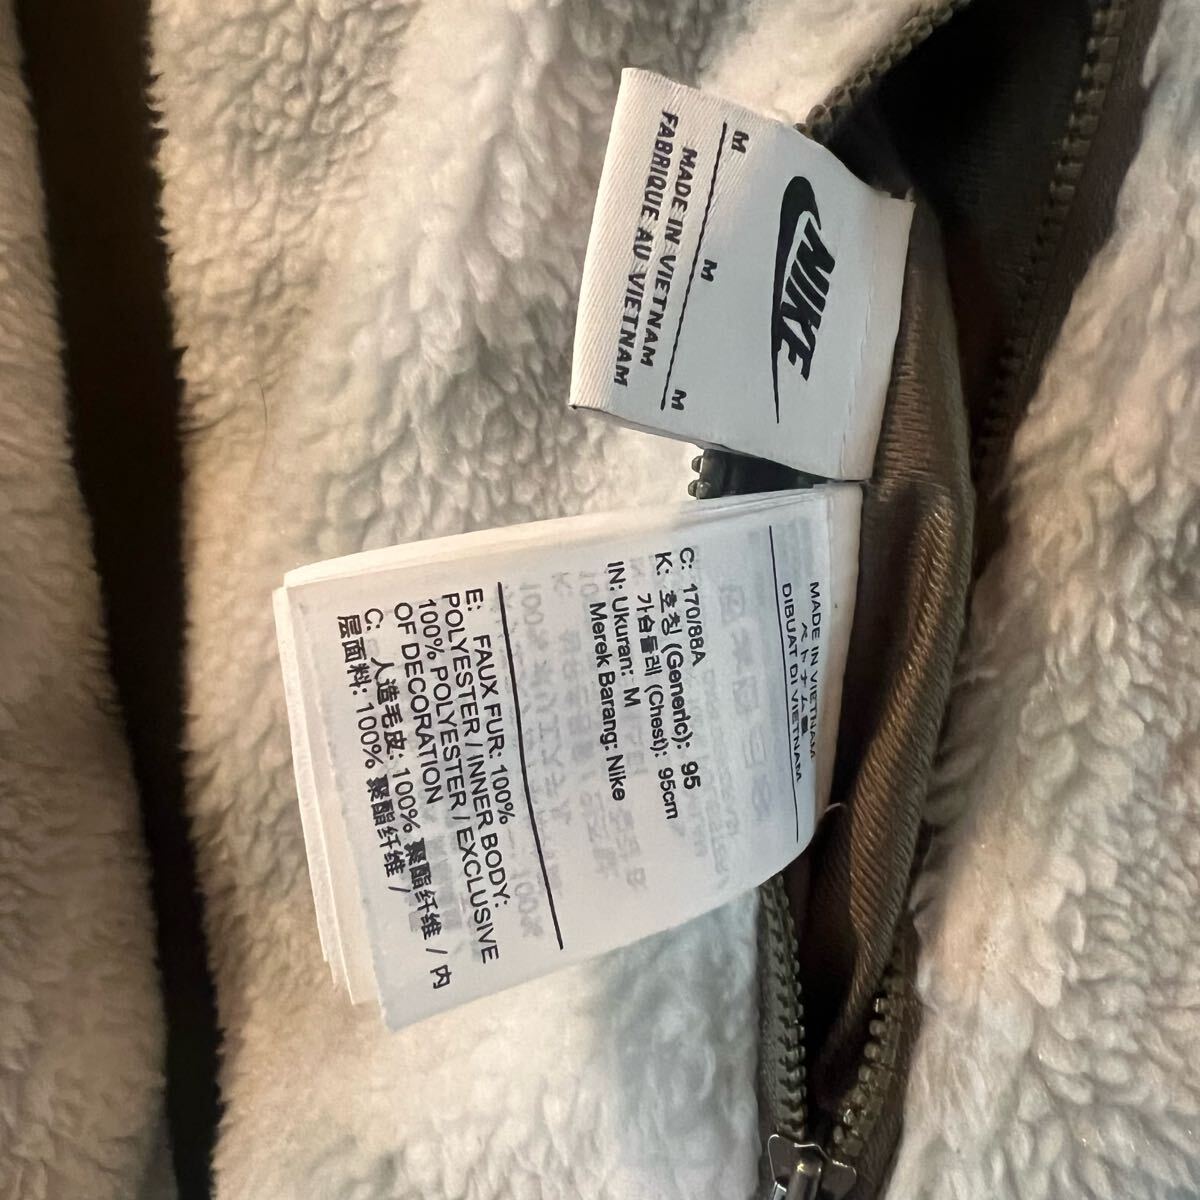 NIKE
M M M
MADE IN VIETNAM
FABRIQUE AU VIETNAM
MADE IN VIETNAM
ベトナム製
DIBUAT DI VIETNAM
C: 170/88A
K: 호칭 (Generic): 95
가슴둘레 (Chest): 95cm
IN: Ukuran: M
Merek Barang: Nike
E: FAUX FUR: 100%
POLYESTER / INNER BODY:
100% POLYESTER / EXCLUSIVE
OF DECORATION
C: 人造毛皮: 100% 聚酯纤维 / 内
层面料: 100% 聚酯纤维 /